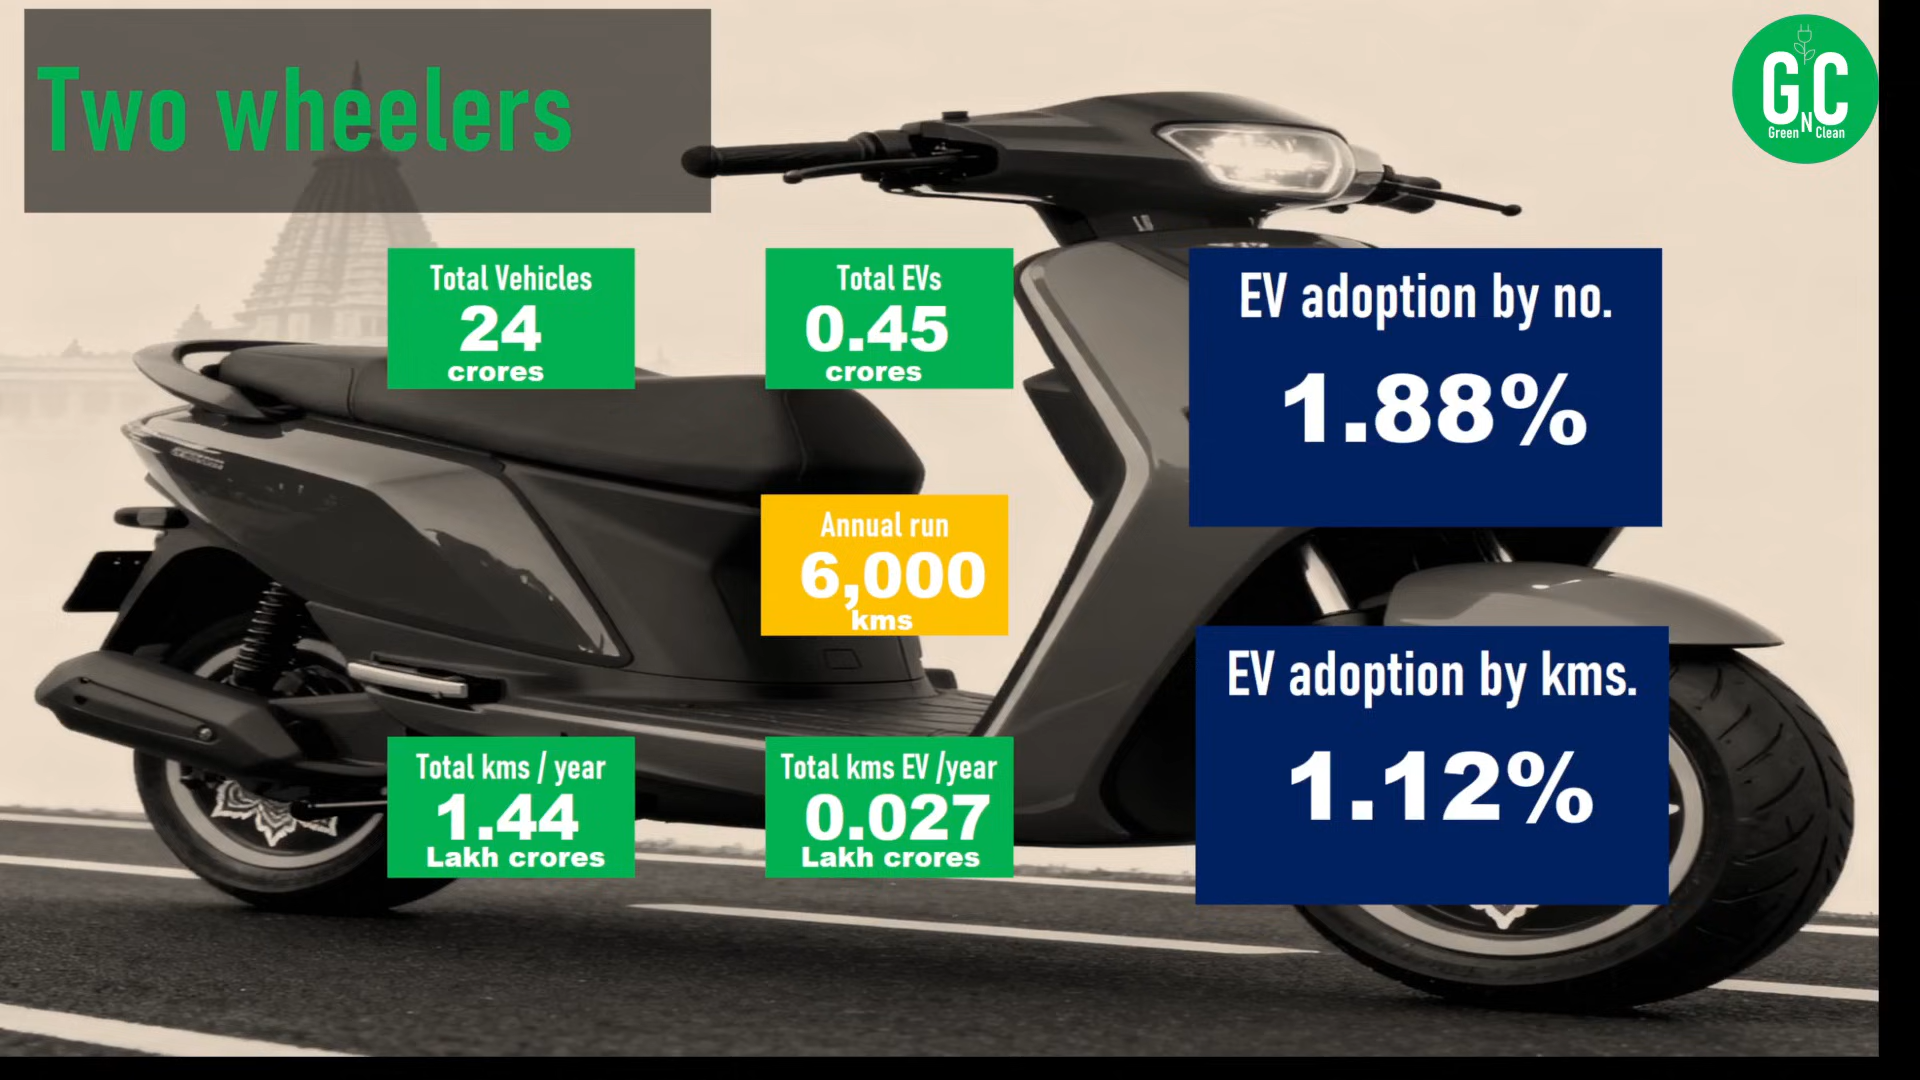 Two wheelers
G N C
Green Clean
Total Vehicles
24
crores
Total EVs
0.45
crores
EV adoption by no.
1.88%
Annual run
6,000
kms
EV adoption by kms.
1.12%
Total kms / year
1.44
Lakh crores
Total kms EV /year
0.027
Lakh crores